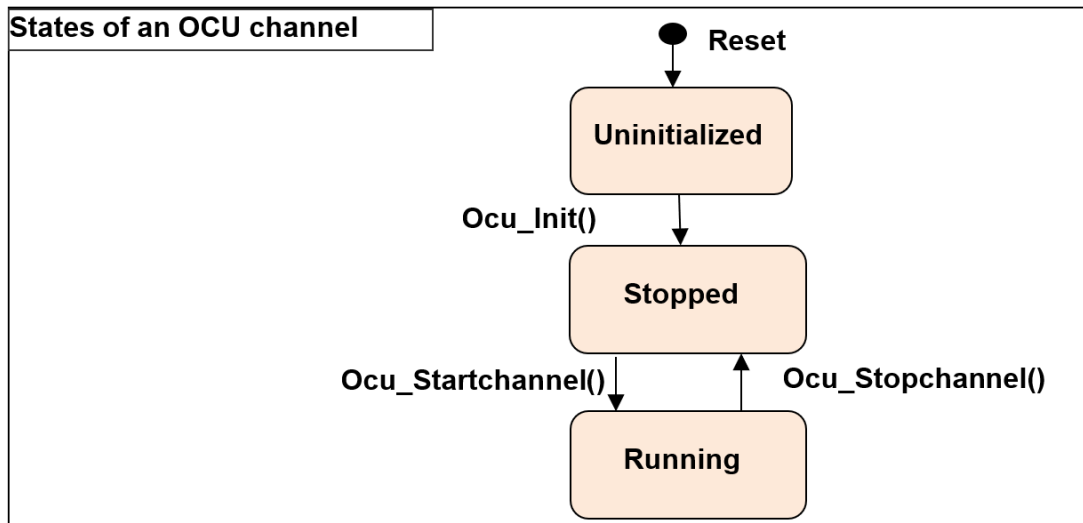 States of an OCU channel
Reset
Uninitialized
Ocu_Init()
Stopped
Ocu_Startchannel()
Ocu_Stopchannel()
Running